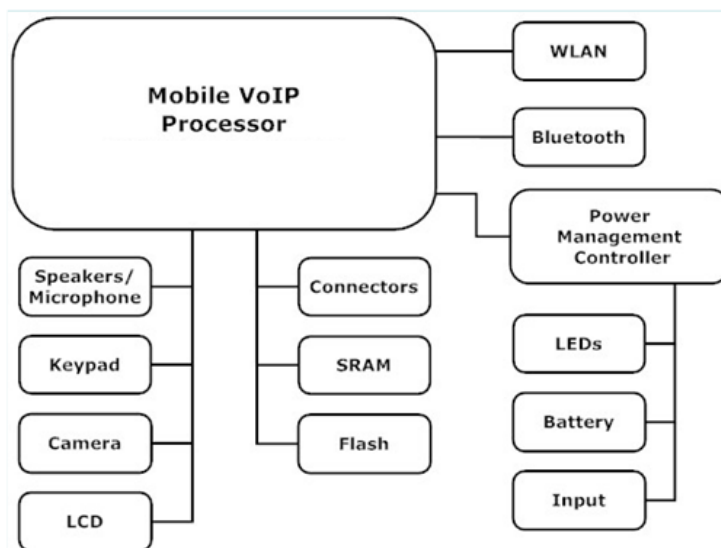 Mobile VoIP
Processor
WLAN
Bluetooth
Power
Management
Controller
Speakers/
Microphone
Keypad
Camera
LCD
Connectors
SRAM
Flash
LEDs
Battery
Input